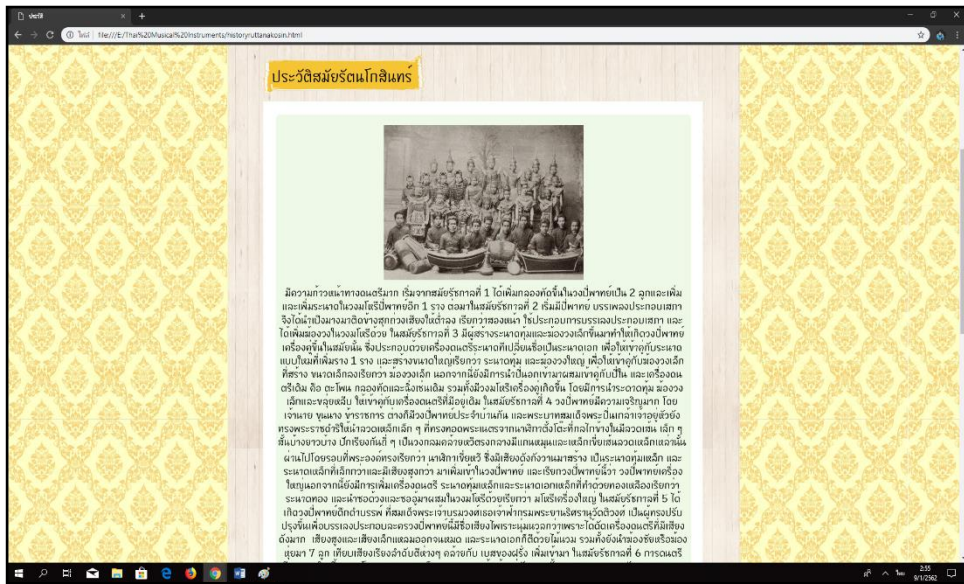 ประวัติ
ไฟล์ file:///E:/Thai%20Musical%20Instruments/historyruttanakosin.html
ประวัติสมัยรัตนโกสินทร์
มีความก้าวหน้าทางดนตรีมาก เริ่มจากสมัยรัชกาลที่ 1 ได้เพิ่มกลองทัดขึ้นในวงปี่พาทย์เป็น 2 ลูกและเพิ่ม
และเพิ่มระนาดในวงมโหรีปี่พาทย์อีก 1 ราง ต่อมาในสมัยรัชกาลที่ 2 เริ่มมีปี่พาทย์ บรรเลงประกอบเสภา
จึงได้นำเปิงมางมาติดข้างสุกถ่วงเสียงให้ต่ำลง เรียกว่าสองหน้า ใช้ประกอบการบรรเลงประกอบเสภา และ
ได้เพิ่มฆ้องวงในวงมโหรีด้วย ในสมัยรัชกาลที่ 3 มีผู้สร้างระนาดทุ้มและฆ้องวงเล็กขึ้นมาทำให้เกิดวงปี่พาทย์
เครื่องคู่ขึ้นในสมัยนั้น ซึ่งประกอบด้วยเครื่องดนตรีระนาดที่เปลี่ยนชื่อเป็นระนาดเอก เพื่อให้เข้าคู่กับระนาด
แบบใหม่ที่เพิ่มราง 1 ราง และสร้างขนาดใหญ่เรียกว่า ระนาดทุ้ม และฆ้องวงใหญ่ เพื่อให้เข้าคู่กับฆ้องวงเล็ก
ที่สร้าง ขนาดเล็กลงเรียกว่า ฆ้องวงเล็ก นอกจากนี้ยังมีการนำปี่นอกเข้ามาผสมเข้าคู่กับปี่ใน และเครื่องดน
ตรีเดิม คือ ตะโพน กลองทัดและฉิ่งเช่นเดิม รวมทั้งมีวงมโหรีเครื่องคู่เกิดขึ้น โดยมีการนำระดาดทุ้ม ฆ้องวง
เล็กและขลุ่ยหลีบ ให้เข้าคู่กับเครื่องดนตรีที่มีอยู่เดิม ในสมัยรัชกาลที่ 4 วงปี่พาทย์มีความเจริญมาก โดย
เจ้านาย ขุนนาง ข้าราชการ ต่างก็มีวงปี่พาทย์ประจำบ้านกัน และพระบาทสมเด็จพระปิ่นเกล้าเจ้าอยู่หัวยัง
ทรงพระราชดำริให้นำลวดเหล็กเล็ก ๆ ที่ทรงทอดพระเนตรจากนาฬิกาตั้งโต๊ะที่กลไกข้างในมีลวดเส้น เล็ก ๆ
สั้นบ้างยาวบ้าง ปักเรียงกันถี่ ๆ เป็นวงกลมคล้ายหวีตรงกลางมีแกนหมุนและเหล็กเขี่ยเส้นลวดเหล็กเหล่านั้น
ผ่านไปโดยรอบที่พระองค์ทรงเรียกว่า นาฬิกาเขี่ยหวี ซึ่งมีเสียงดังกังวานมาสร้าง เป็นระนาดทุ้มเหล็ก และ
ระนาดเหล็กที่เล็กกว่าและมีเสียงสูงกว่า มาเพิ่มเข้าในวงปี่พาทย์ และเรียกวงปี่พาทย์นี้ว่า วงปี่พาทย์เครื่อง
ใหญ่นอกจากนี้ยังมีการเพิ่มเครื่องดนตรี ระนาดทุ้มเหล็กและระนาดเอกเหล็กที่ทำด้วยทองเหลืองเรียกว่า
ระนาดทอง และนำซอด้วงและซออู้มาผสมในวงมโหรีด้วยเรียกว่า มโหรีเครื่องใหญ่ ในสมัยรัชกาลที่ 5 ได้
เกิดวงปี่พาทย์ดึกดำบรรพ์ ที่สมเด็จพระเจ้าบรมวงศ์เธอเจ้าฟ้ากรมพระยานริศรานุวัดติวงศ์ เป็นผู้ทรงปรับ
ปรุงขึ้นเพื่อบรรเลงประกอบละครวงปี่พาทย์นี้มีชื่อเสียงไพเราะนุ่มนวลกว่าเพราะได้ตัดเครื่องดนตรีที่มีเสียง
ดังมาก เสียงสูงและเสียงเล็กแหลมออกจนหมด และระนาดเอกก็ตีด้วยไม้นวม รวมทั้งยังนำฆ้องชัยหรือฆ้อง
หุ่ยมา 7 ลูก เทียบเสียงเรียงลำดับตีห่างๆ คล้ายกับ เบสของฝรั่ง เพิ่มเข้ามา ในสมัยรัชกาลที่ 6 การดนตรี
2:55
9/1/2562